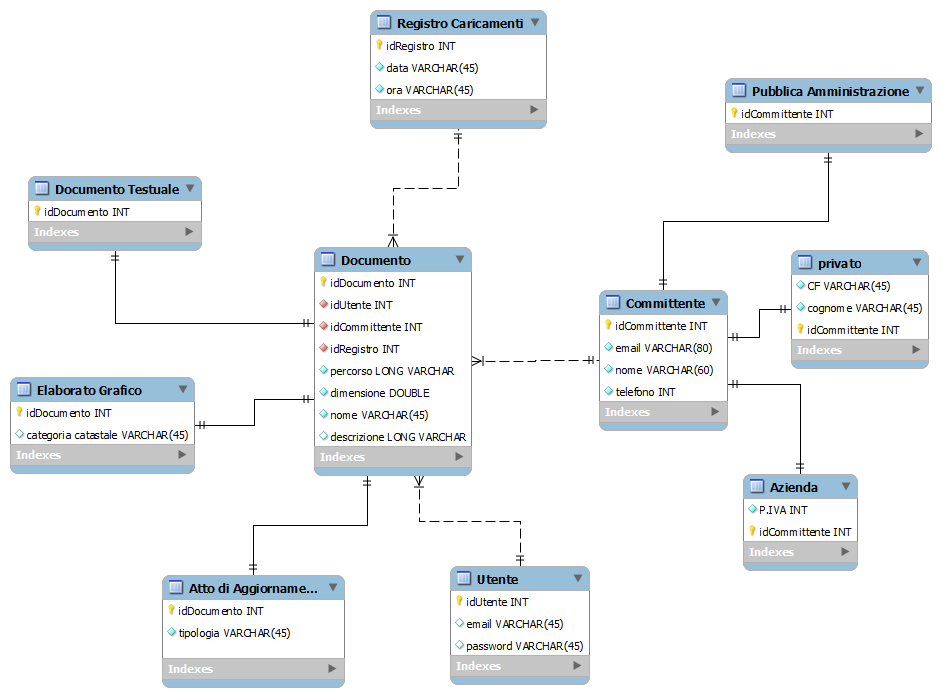 Registro Caricamenti
idRegistro INT
data VARCHAR(45)
ora VARCHAR(45)
Indexes
Pubblica Amministrazione
idCommittente INT
Indexes
Documento Testuale
idDocumento INT
Indexes
Documento
idDocumento INT
idUtente INT
idCommittente INT
idRegistro INT
percorso LONG VARCHAR
dimensione DOUBLE
nome VARCHAR(45)
descrizione LONG VARCHAR
Indexes
Committente
idCommittente INT
email VARCHAR(80)
nome VARCHAR(60)
telefono INT
Indexes
privato
CF VARCHAR(45)
cognome VARCHAR(45)
idCommittente INT
Indexes
Elaborato Grafico
idDocumento INT
categoria catastale VARCHAR(45)
Indexes
Azienda
P.IVA INT
idCommittente INT
Indexes
Atto di Aggiorname...
idDocumento INT
tipologia VARCHAR(45)
Indexes
Utente
idUtente INT
email VARCHAR(45)
password VARCHAR(45)
Indexes